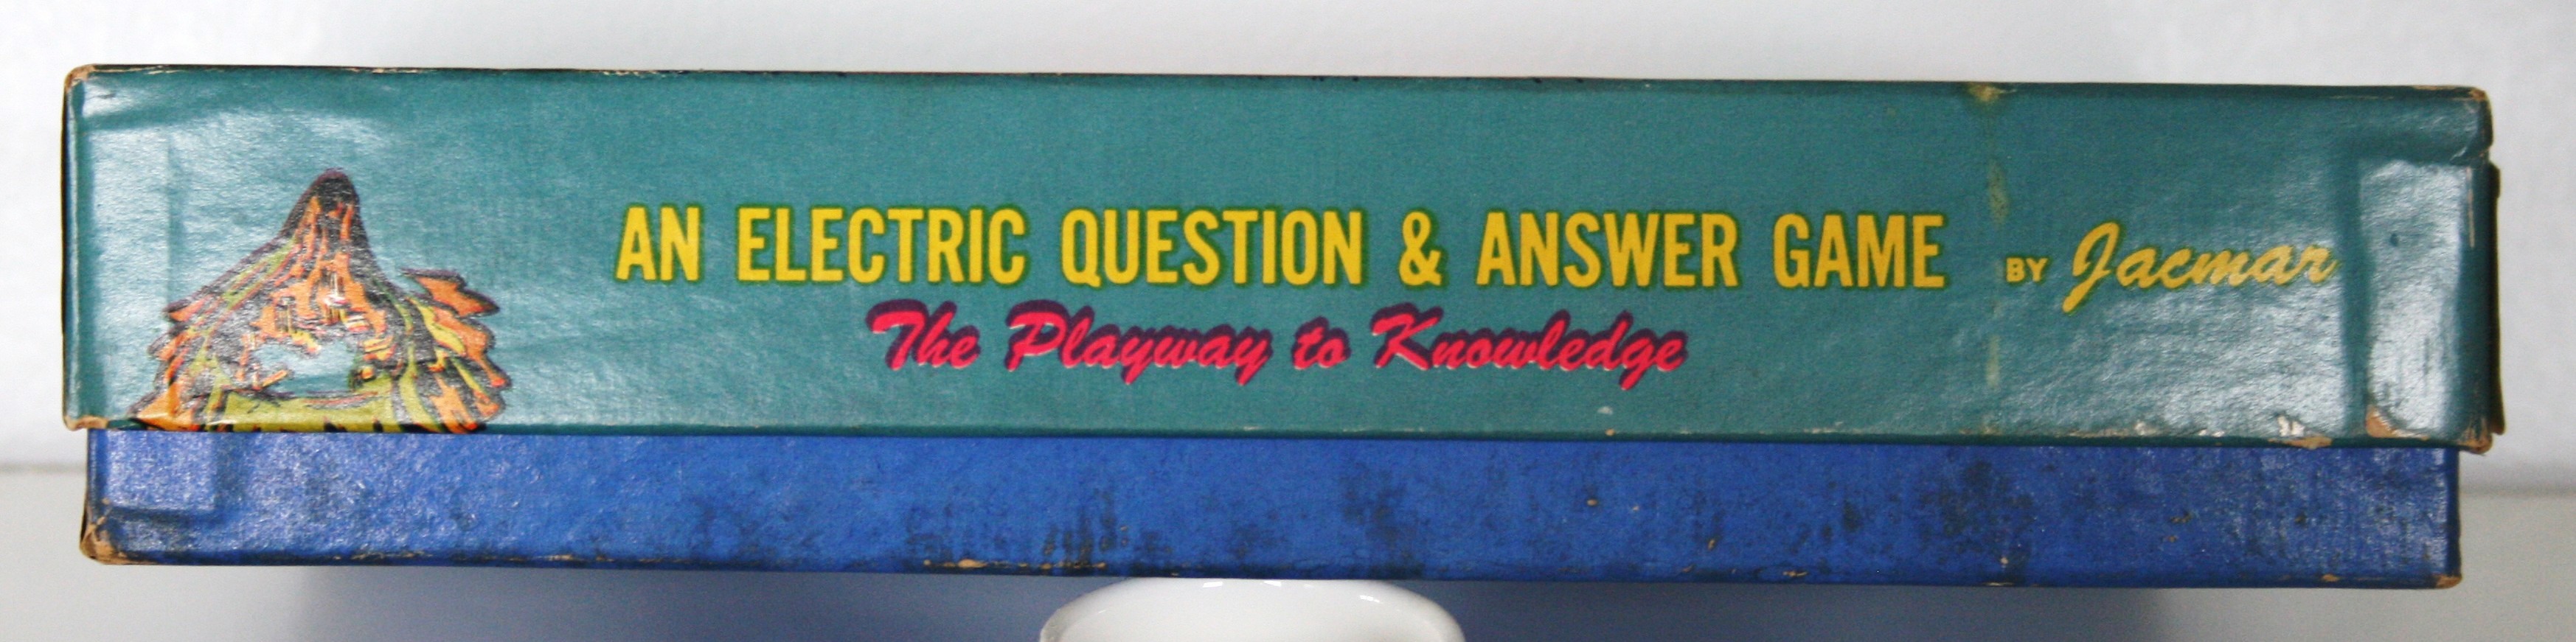 AN ELECTRIC QUESTION & ANSWER GAME BY Jacmar
The Playway to Knowledge